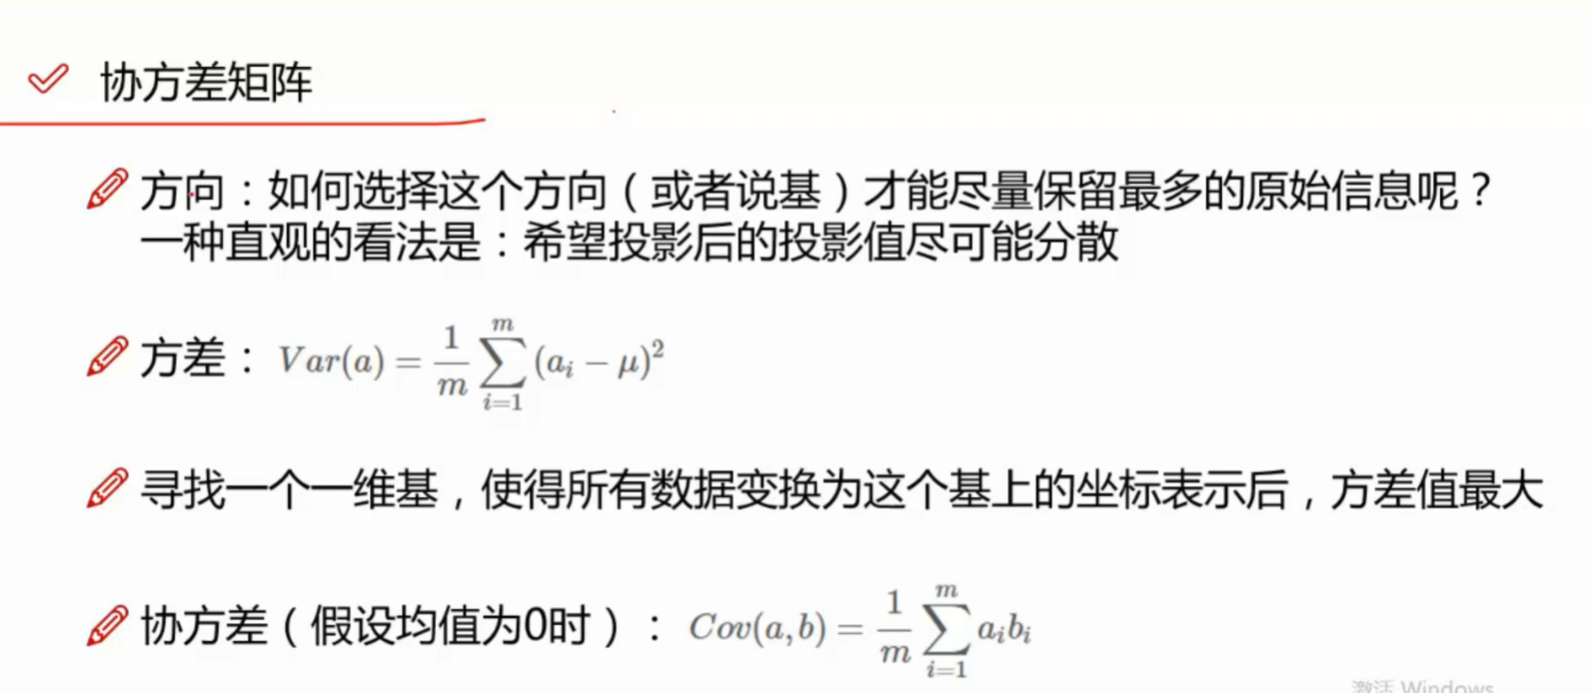 协方差矩阵
方向：如何选择这个方向（或者说基）才能尽量保留最多的原始信息呢？
一种直观的看法是：希望投影后的投影值尽可能分散
方差： Var(a) = \frac{1}{m} \sum_{i=1}^{m} (a_i − μ)^2
寻找一个一维基，使得所有数据变换为这个基上的坐标表示后，方差值最大
协方差（假设均值为0时）： Cov(a,b) = \frac{1}{m} \sum_{i=1}^{m} a_i b_i
激活 Windows